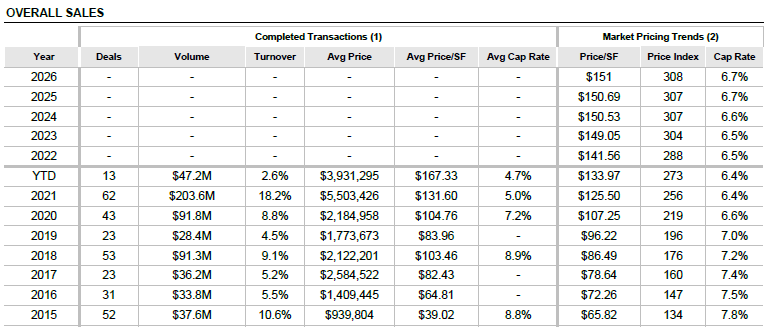 OVERALL SALES
Completed Transactions (1) Market Pricing Trends (2)
Year Deals Volume Turnover Avg Price Avg Price/SF Avg Cap Rate Price/SF Price Index Cap Rate
2026 - - - - - - $151 308 6.7%
2025 - - - - - - $150.69 307 6.7%
2024 - - - - - - $150.53 307 6.6%
2023 - - - - - - $149.05 304 6.5%
2022 - - - - - - $141.56 288 6.5%
YTD 13 $47.2M 2.6% $3,931,295 $167.33 4.7% $133.97 273 6.4%
2021 62 $203.6M 18.2% $5,503,426 $131.60 5.0% $125.50 256 6.4%
2020 43 $91.8M 8.8% $2,184,958 $104.76 7.2% $107.25 219 6.6%
2019 23 $28.4M 4.5% $1,773,673 $83.96 - $96.22 196 7.0%
2018 53 $91.3M 9.1% $2,122,201 $103.46 8.9% $86.49 176 7.2%
2017 23 $36.2M 5.2% $2,584,522 $82.43 - $78.64 160 7.4%
2016 31 $33.8M 5.5% $1,409,445 $64.81 - $72.26 147 7.5%
2015 52 $37.6M 10.6% $939,804 $39.02 8.8% $65.82 134 7.8%